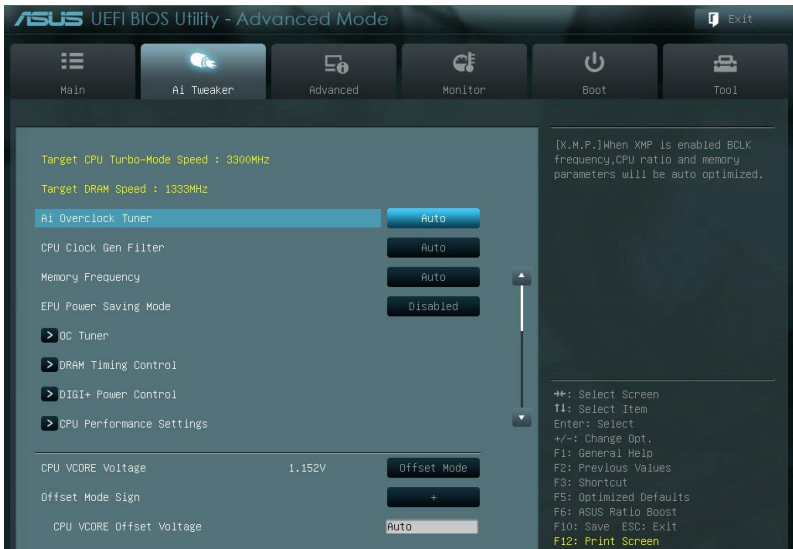 ASUS UEFI BIOS Utility - Advanced Mode
Exit
Main
Ai Tweaker
Advanced
Monitor
Boot
Tool
Target CPU Turbo-Mode Speed : 3300MHz
Target DRAM Speed : 1333MHz
Ai Overclock Tuner Auto
CPU Clock Gen Filter Auto
Memory Frequency Auto
EPU Power Saving Mode Disabled
> OC Tuner
> DRAM Timing Control
> DIGI+ Power Control
> CPU Performance Settings
CPU VCORE Voltage 1.152V Offset Mode
Offset Mode Sign +
CPU VCORE Offset Voltage Auto
[X.M.P.]When XMP is enabled BCLK
frequency,CPU ratio and memory
parameters will be auto optimized.
→←: Select Screen
↑↓: Select Item
Enter: Select
+/-: Change Opt.
F1: General Help
F2: Previous Values
F3: Shortcut
F5: Optimized Defaults
F6: ASUS Ratio Boost
F10: Save ESC: Exit
F12: Print Screen